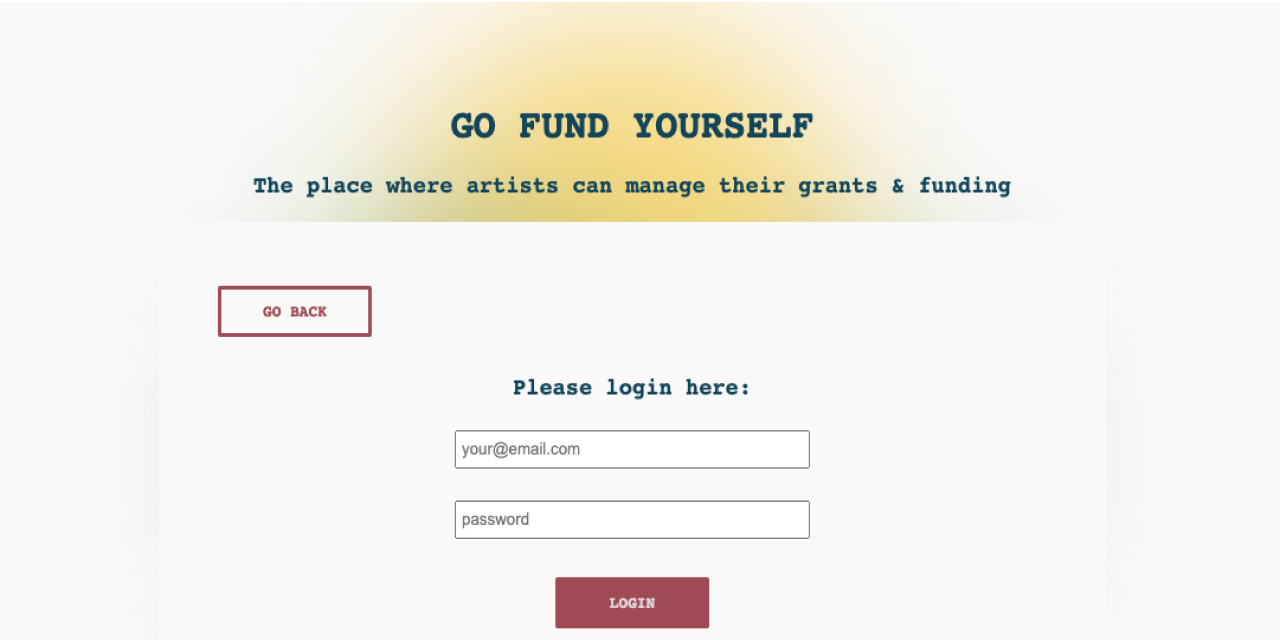 GO FUND YOURSELF
The place where artists can manage their grants & funding
GO BACK
Please login here:
your@email.com
password
LOGIN